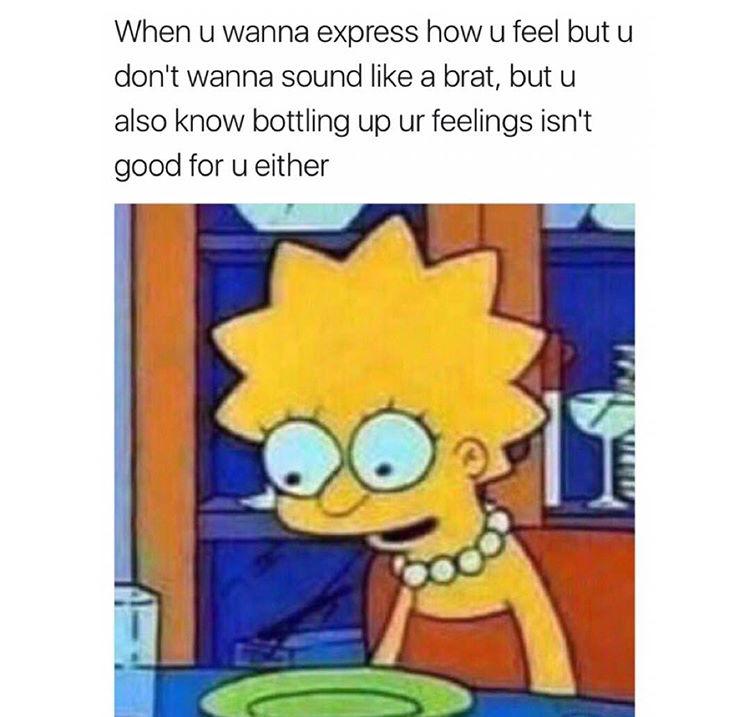 When u wanna express how u feel but u
don't wanna sound like a brat, but u
also know bottling up ur feelings isn't
good for u either